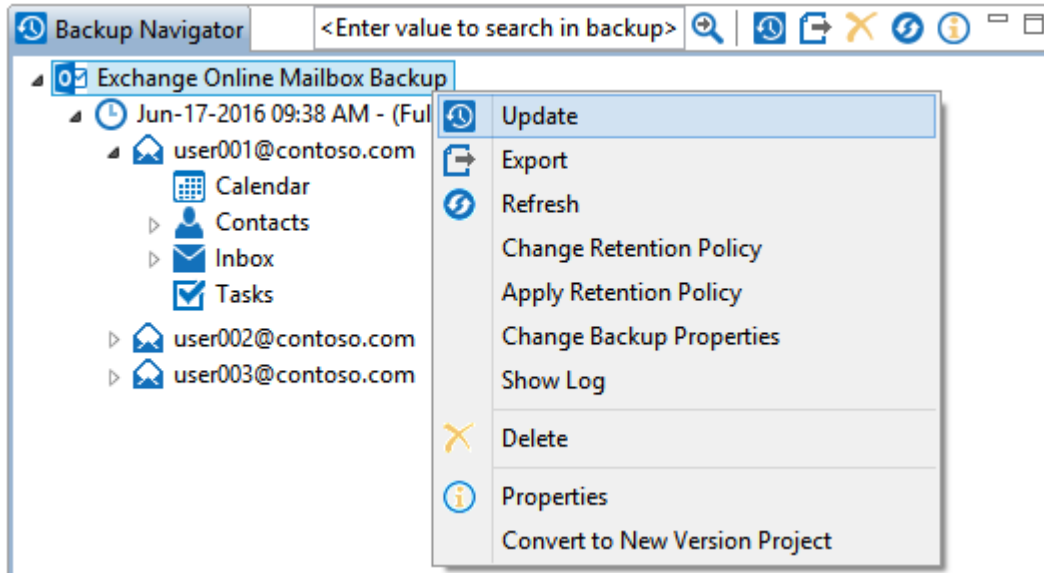 Backup Navigator
<Enter value to search in backup>
Exchange Online Mailbox Backup
Jun-17-2016 09:38 AM - (Ful
user001@contoso.com
Calendar
Contacts
Inbox
Tasks
user002@contoso.com
user003@contoso.com
Update
Export
Refresh
Change Retention Policy
Apply Retention Policy
Change Backup Properties
Show Log
Delete
Properties
Convert to New Version Project